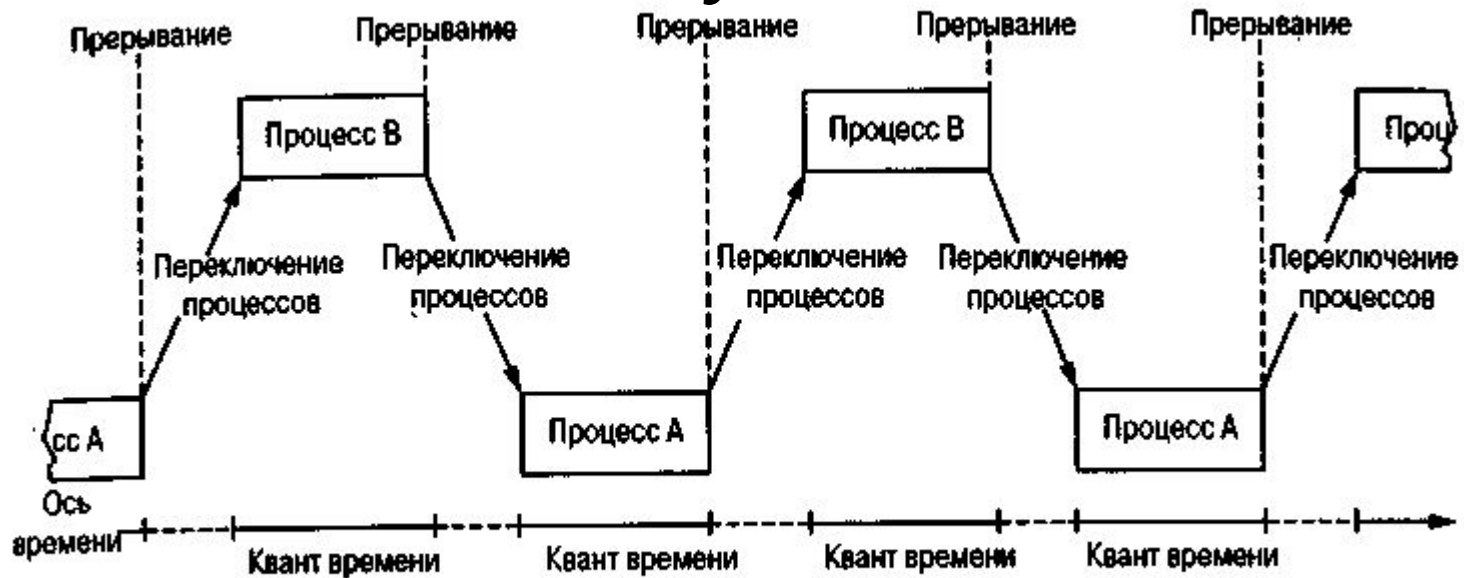 Прерывание Прерывание Прерывание Прерывание Прерывание
Процесс В Процесс В Проц
Переключение Переключение Переключение Переключение Переключение
процессов процессов процессов процессов процессов
сс А Процесс А Процесс А
Ось
времени
Квант времени Квант времени Квант времени Квант времени